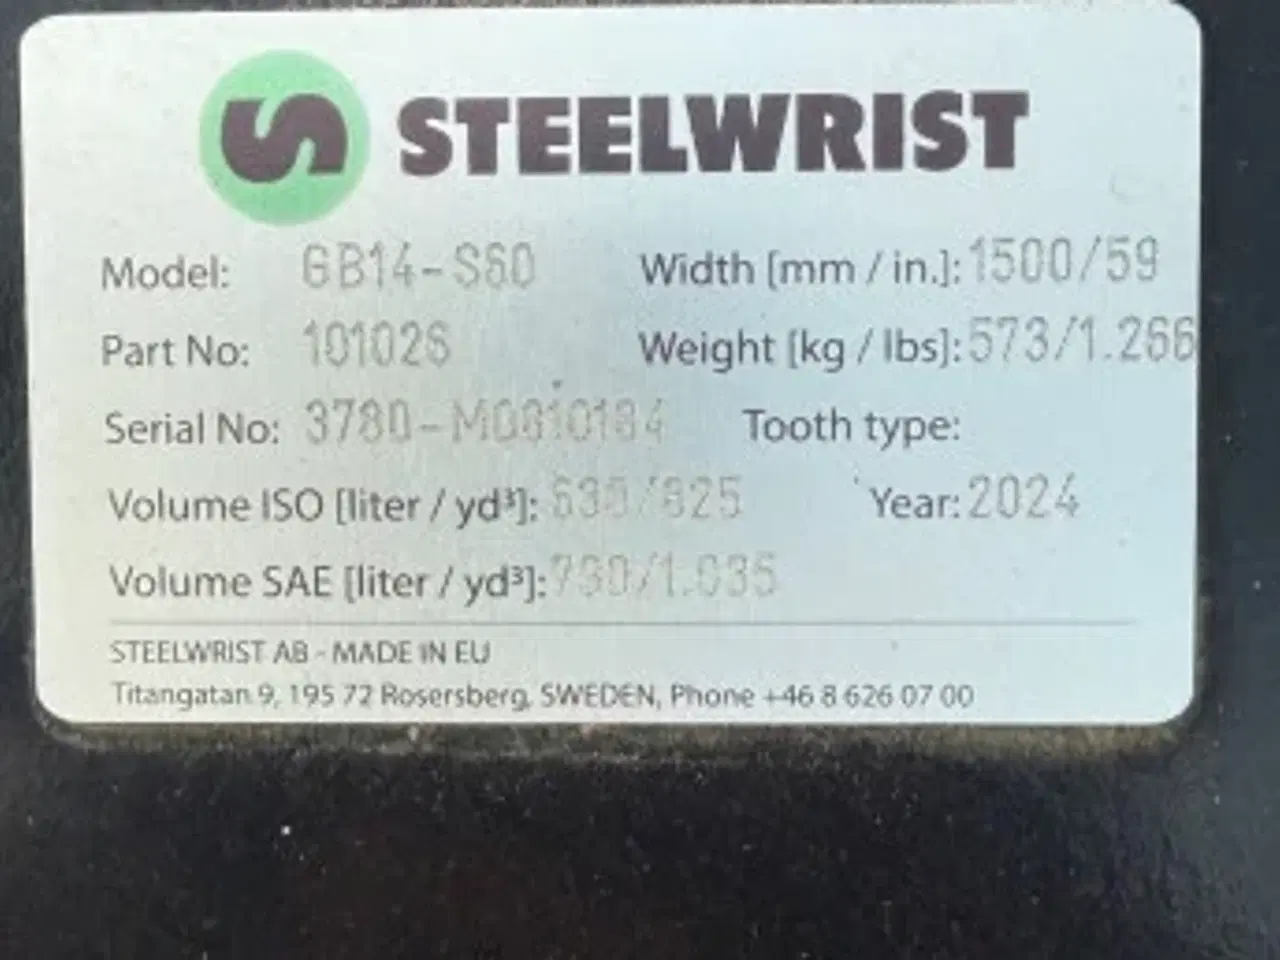 STEELWRIST
Model: GB14-S60 Width [mm / in.]: 1500/59
Part No: 101026 Weight [kg / lbs]: 573/1.266
Serial No: Tooth type:
Volume ISO [liter / yd³]: Year: 2024
Volume SAE [liter / yd³]:
STEELWRIST AB - MADE IN EU
Titangatan 9, 195 72 Rosersberg, SWEDEN, Phone +46 8 626 07 00